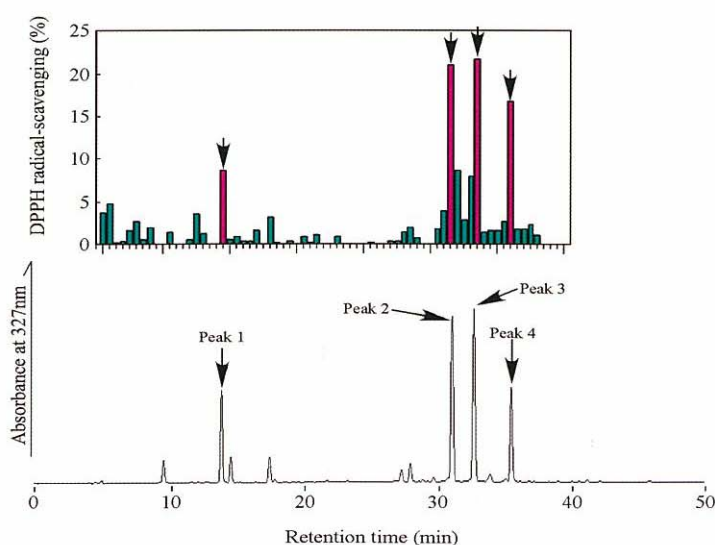 DPPH radical-scavenging (%)
25
20
15
10
5
0
Absorbance at 327nm
Peak 1
Peak 2
Peak 3
Peak 4
0
10
20
30
40
50
Retention time (min)